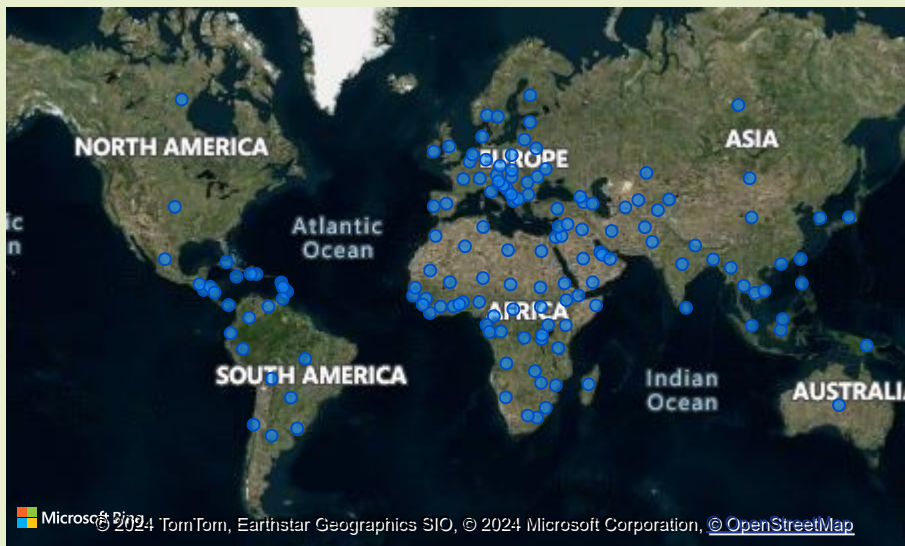 NORTH AMERICA
EUROPE
ASIA
ic
n
Atlantic
Ocean
AFRICA
SOUTH AMERICA
Indian
Ocean
AUSTRALIA
Microsoft Bing
© 2024 TomTom, Earthstar Geographics SIO, © 2024 Microsoft Corporation, © OpenStreetMap